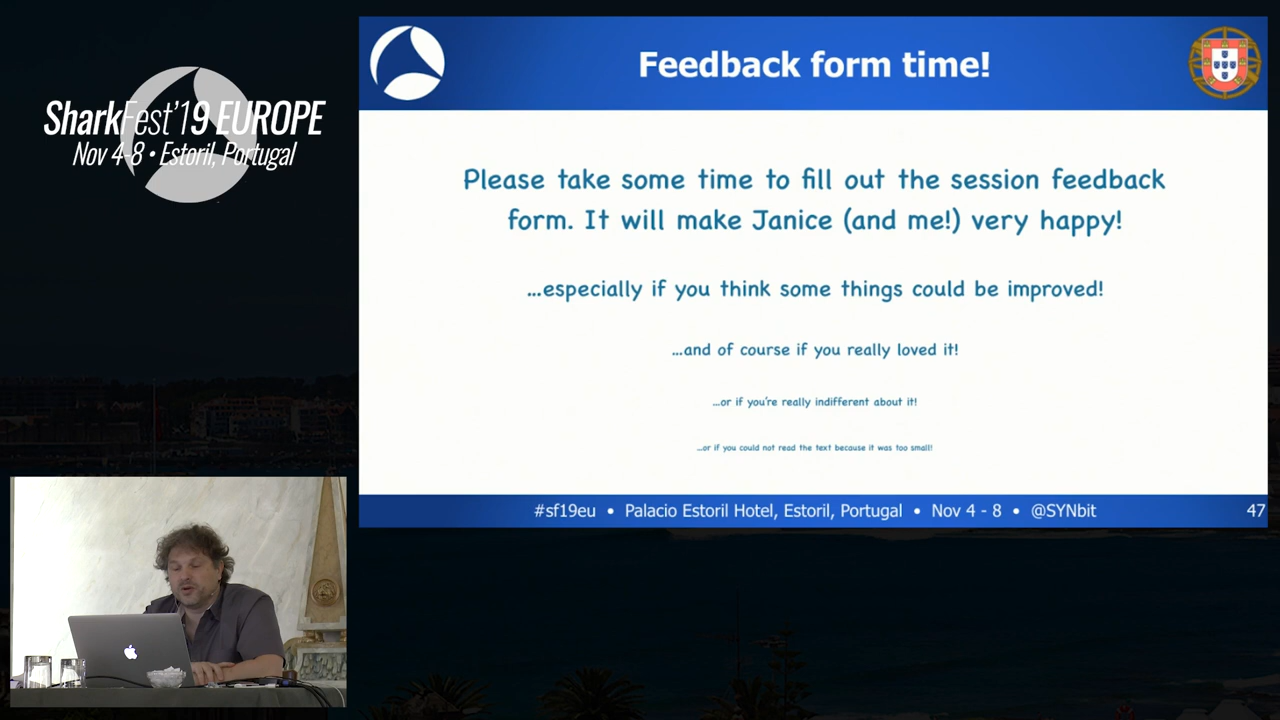 SharkFest'19 EUROPE
Nov 4-8 • Estoril, Portugal
Feedback form time!
Please take some time to fill out the session feedback
form. It will make Janice (and me!) very happy!
...especially if you think some things could be improved!
...and of course if you really loved it!
...or if you're really indifferent about it!
...or if you could not read the text because it was too small!
#sf19eu • Palacio Estoril Hotel, Estoril, Portugal • Nov 4 - 8 • @SYNbit
47